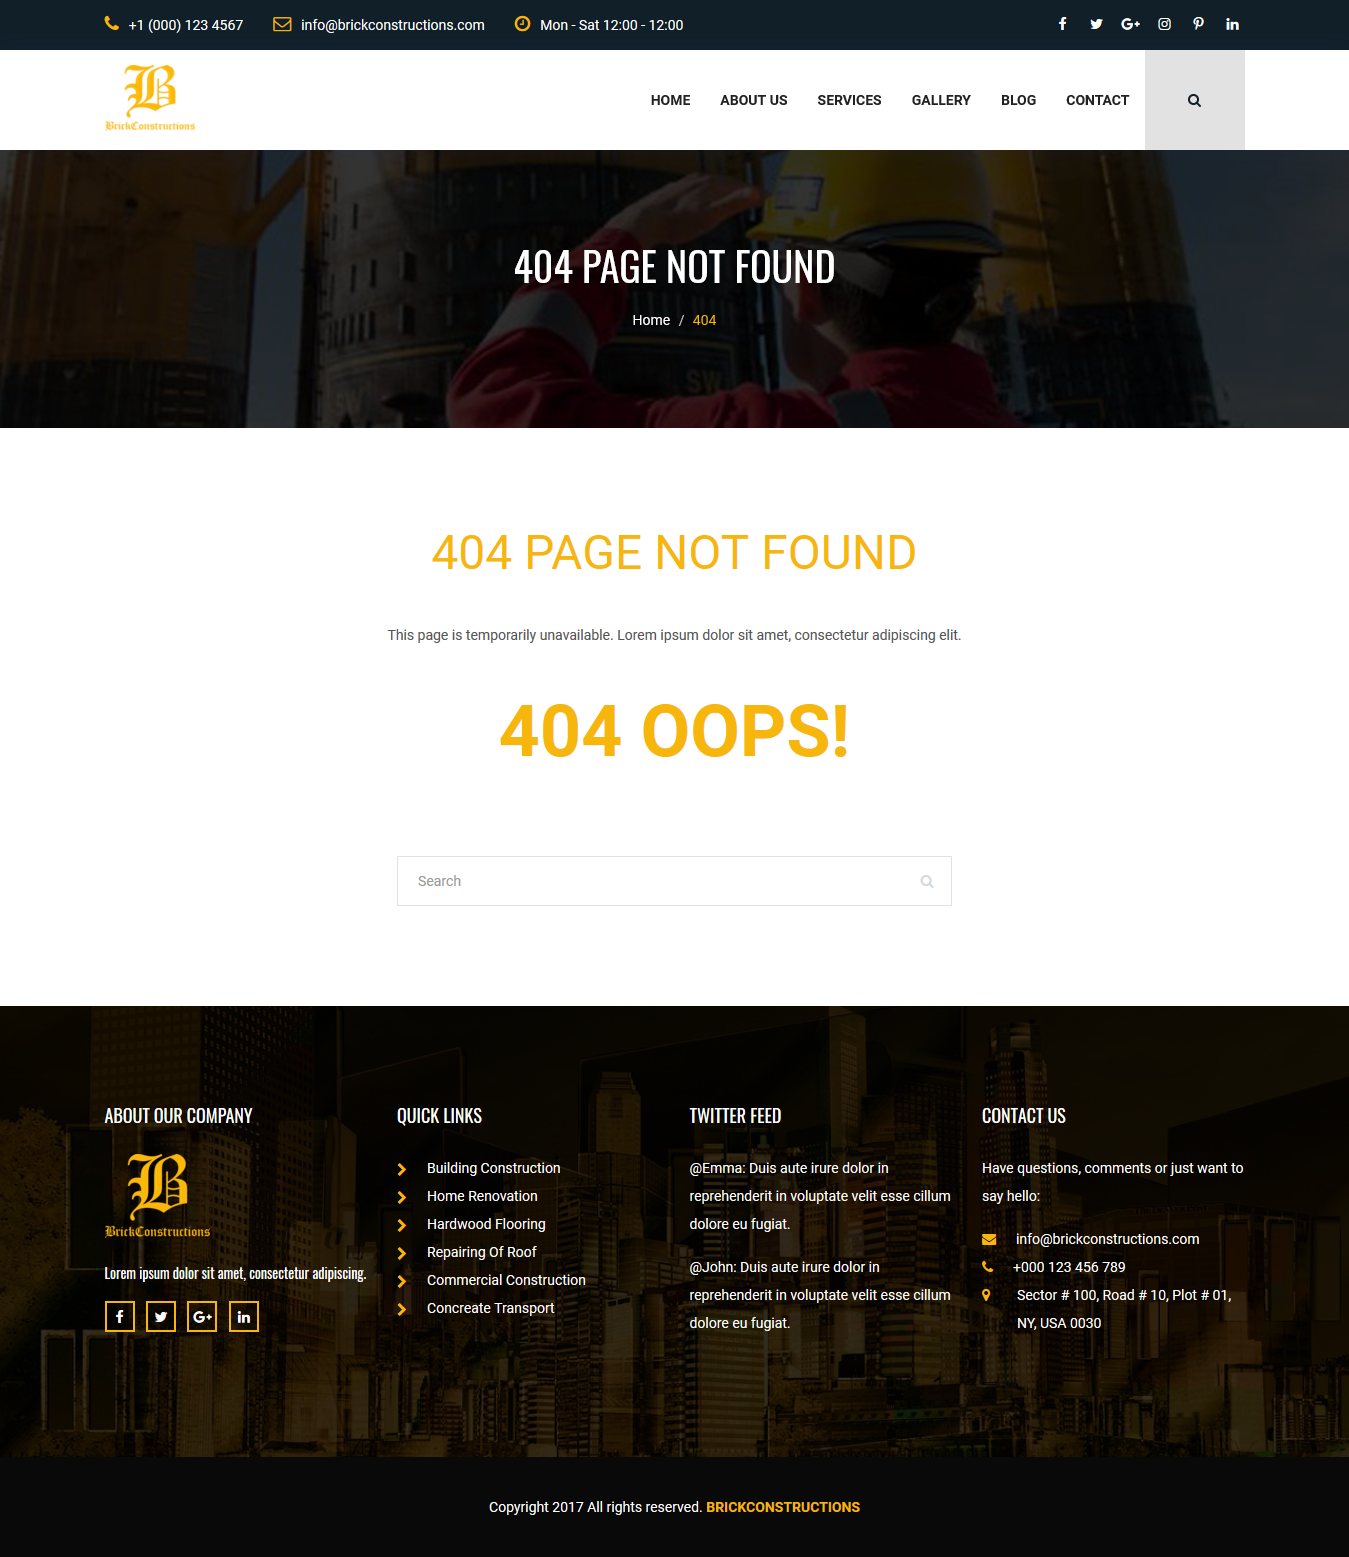 +1 (000) 123 4567 info@brickconstructions.com Mon - Sat 12:00 - 12:00
B
BrickConstructions
HOME ABOUT US SERVICES GALLERY BLOG CONTACT
SW
404 PAGE NOT FOUND
Home / 404
SW
404 PAGE NOT FOUND
This page is temporarily unavailable. Lorem ipsum dolor sit amet, consectetur adipiscing elit.
404 OOPS!
Search
ABOUT OUR COMPANY
B
BrickConstructions
Lorem ipsum dolor sit amet, consectetur adipiscing.
QUICK LINKS
Building Construction
Home Renovation
Hardwood Flooring
Repairing Of Roof
Commercial Construction
Concreate Transport
TWITTER FEED
@Emma: Duis aute irure dolor in
reprehenderit in voluptate velit esse cillum
dolore eu fugiat.
@John: Duis aute irure dolor in
reprehenderit in voluptate velit esse cillum
dolore eu fugiat.
CONTACT US
Have questions, comments or just want to
say hello:
info@brickconstructions.com
+000 123 456 789
Sector # 100, Road # 10, Plot # 01,
NY, USA 0030
Copyright 2017 All rights reserved. BRICKCONSTRUCTIONS